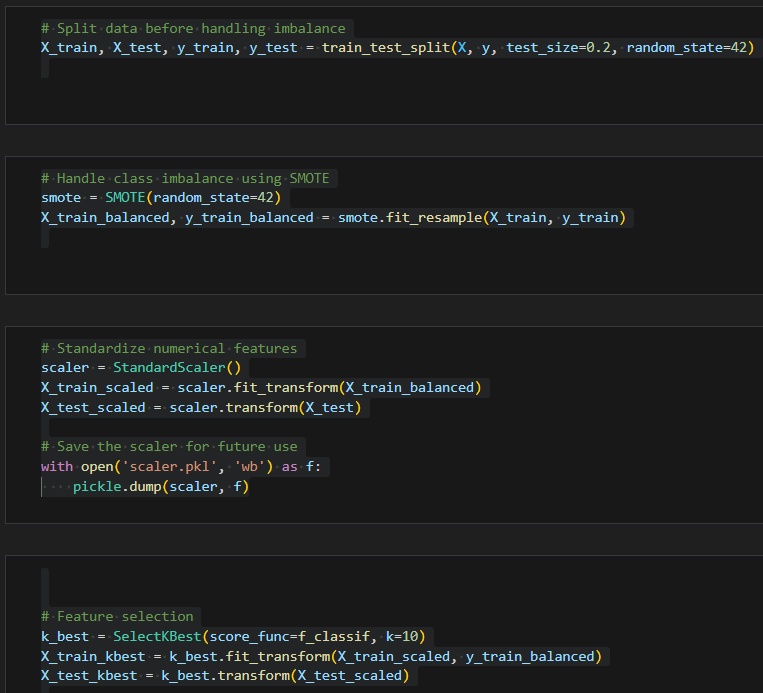 # Split data before handling imbalance
X_train, X_test, y_train, y_test = train_test_split(X, y, test_size=0.2, random_state=42)
# Handle class imbalance using SMOTE
smote = SMOTE(random_state=42)
X_train_balanced, y_train_balanced = smote.fit_resample(X_train, y_train)
# Standardize numerical features
scaler = StandardScaler()
X_train_scaled = scaler.fit_transform(X_train_balanced)
X_test_scaled = scaler.transform(X_test)
# Save the scaler for future use
with open('scaler.pkl', 'wb') as f:
    pickle.dump(scaler, f)
# Feature selection
k_best = SelectKBest(score_func=f_classif, k=10)
X_train_kbest = k_best.fit_transform(X_train_scaled, y_train_balanced)
X_test_kbest = k_best.transform(X_test_scaled)